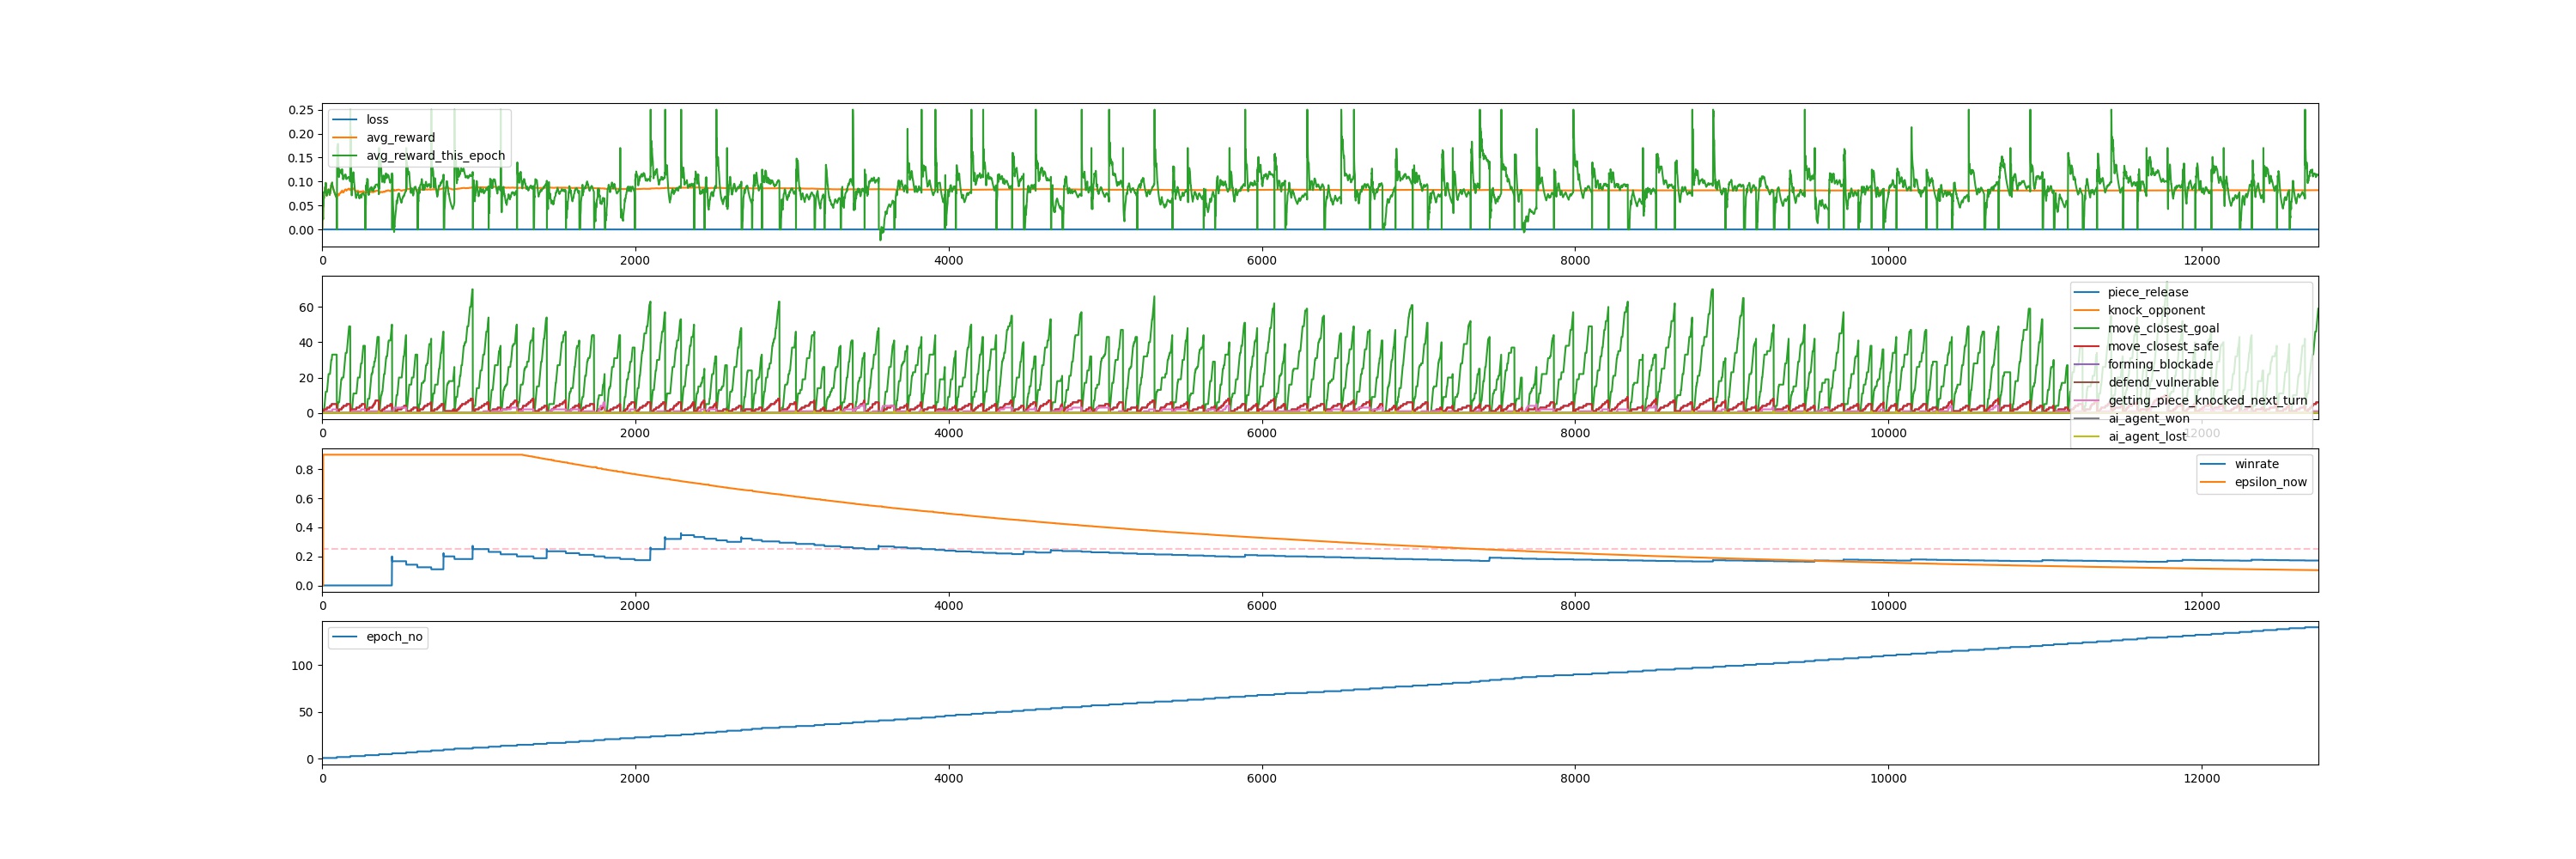 0.25
0.20
0.15
0.10
0.05
0.00
loss
avg_reward
avg_reward_this_epoch
0 2000 4000 6000 8000 10000 12000
60
40
20
0
piece_release
knock_opponent
move_closest_goal
move_closest_safe
forming_blockade
defend_vulnerable
getting_piece_knocked_next_turn
ai_agent_won
ai_agent_lost
0 2000 4000 6000 8000 10000 12000
0.8
0.6
0.4
0.2
0.0
winrate
epsilon_now
0 2000 4000 6000 8000 10000 12000
100
50
0
epoch_no
0 2000 4000 6000 8000 10000 12000